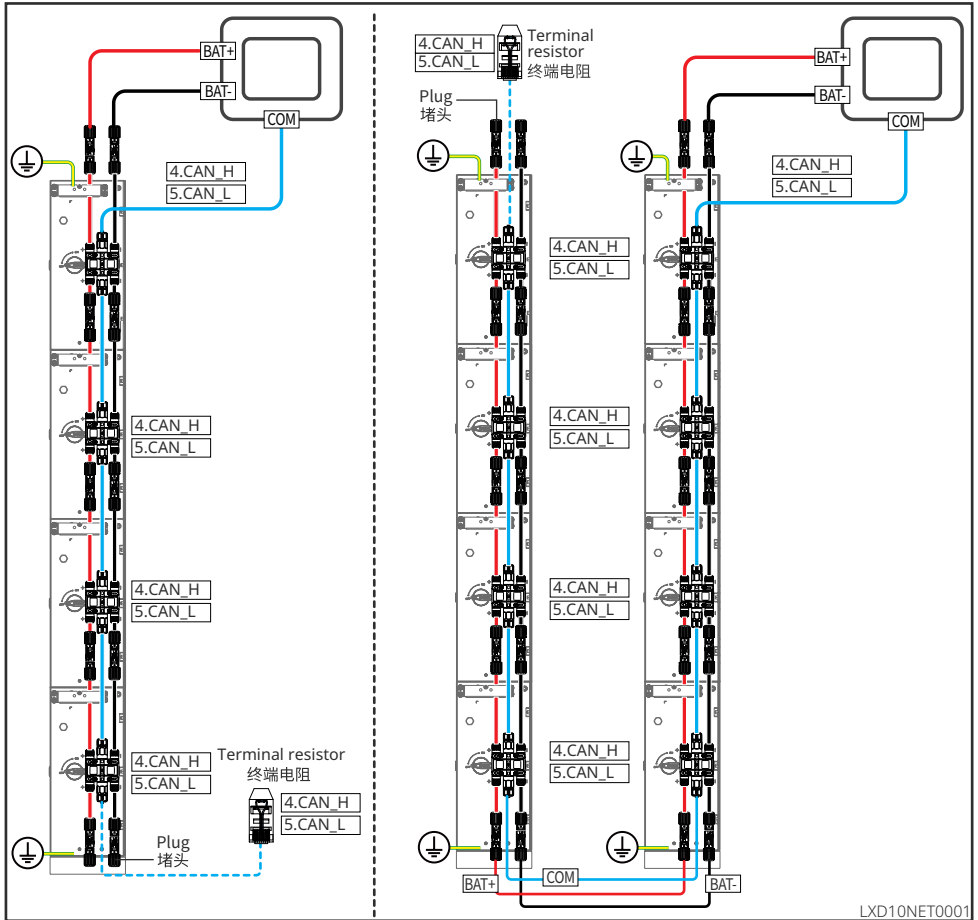 BAT+
BAT-
COM
4.CAN_H
5.CAN_L
4.CAN_H
5.CAN_L
4.CAN_H
5.CAN_L
4.CAN_H
5.CAN_L
Terminal resistor
终端电阻
4.CAN_H
5.CAN_L
Plug
堵头
4.CAN_H
5.CAN_L
Terminal
resistor
终端电阻
Plug
堵头
BAT+
BAT-
COM
4.CAN_H
5.CAN_L
4.CAN_H
5.CAN_L
4.CAN_H
5.CAN_L
4.CAN_H
5.CAN_L
4.CAN_H
5.CAN_L
BAT+
COM
BAT-
LXD10NET0001